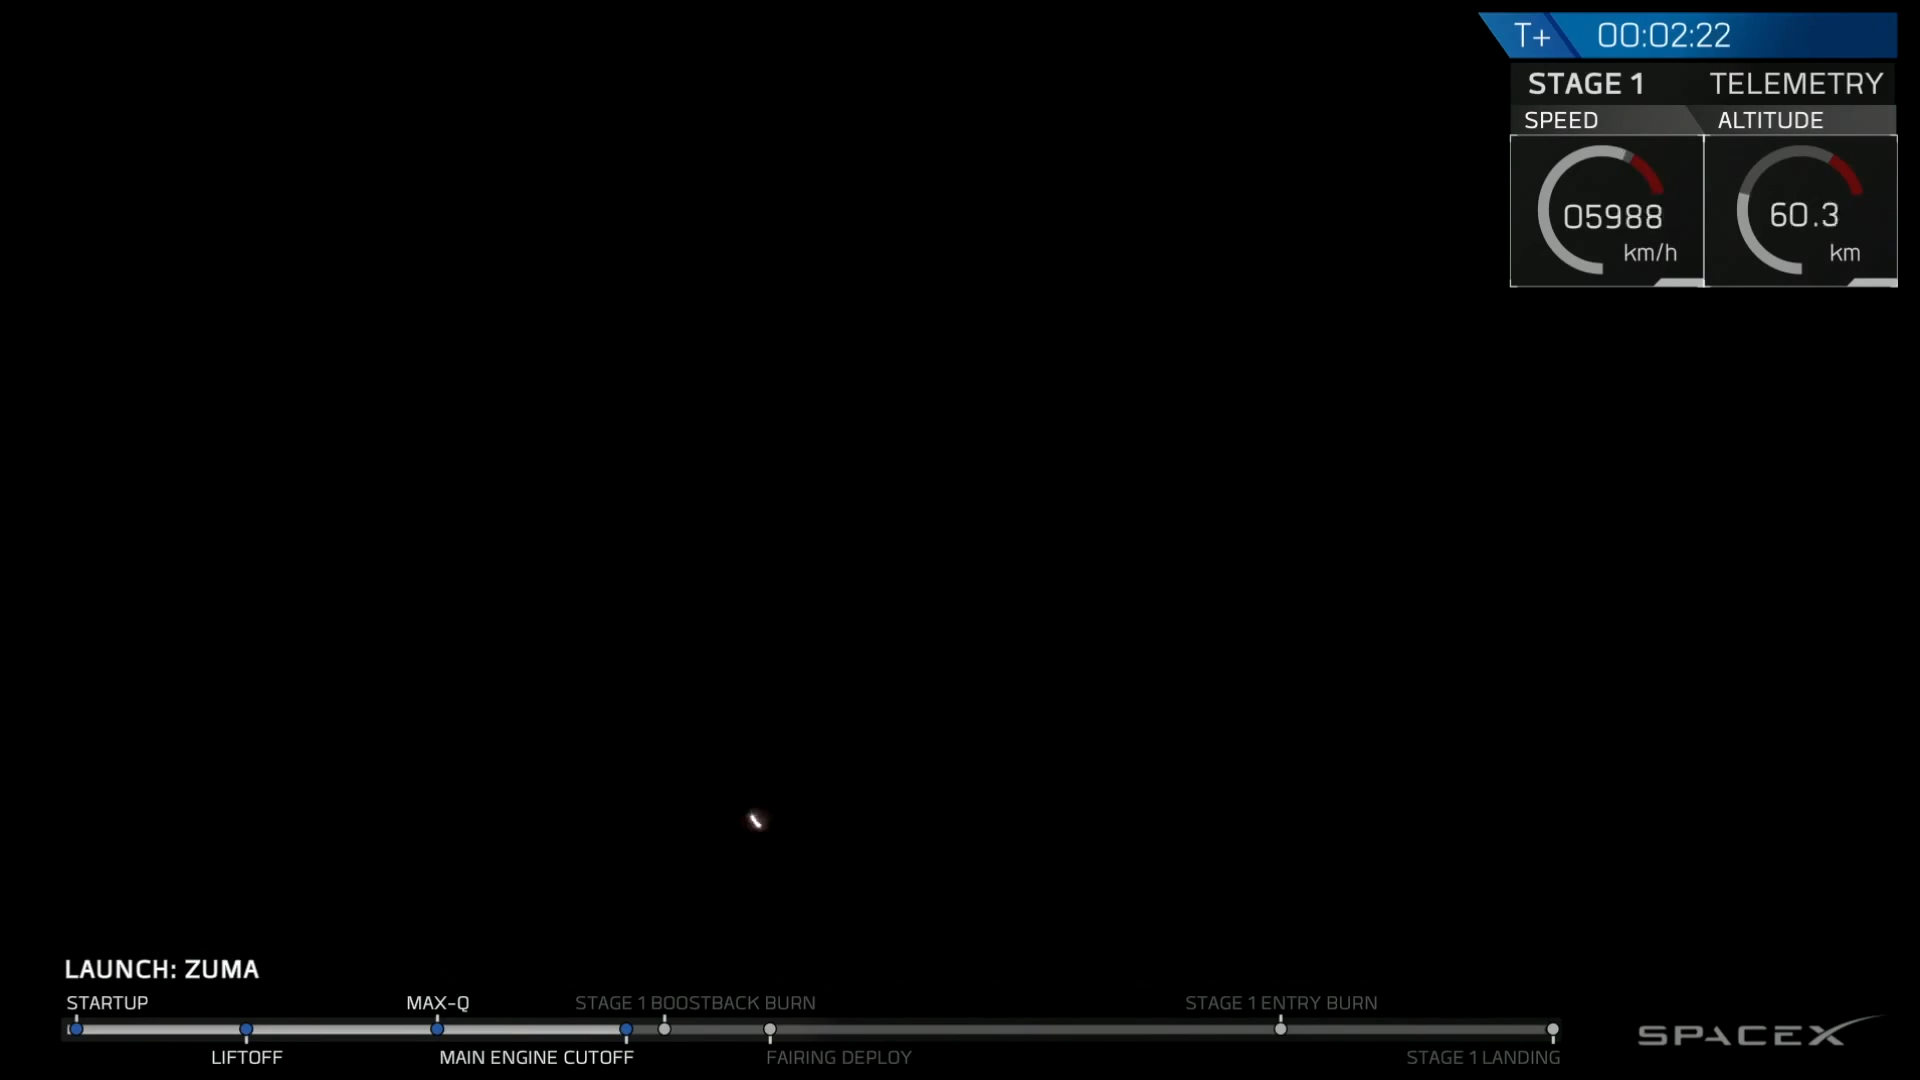 T+ 00:02:22
STAGE 1 TELEMETRY
SPEED ALTITUDE
05988 60.3
km/h km
LAUNCH: ZUMA
STARTUP MAX-Q STAGE 1 BOOSTBACK BURN STAGE 1 ENTRY BURN
LIFTOFF MAIN ENGINE CUTOFF FAIRING DEPLOY STAGE 1 LANDING
SPACEX